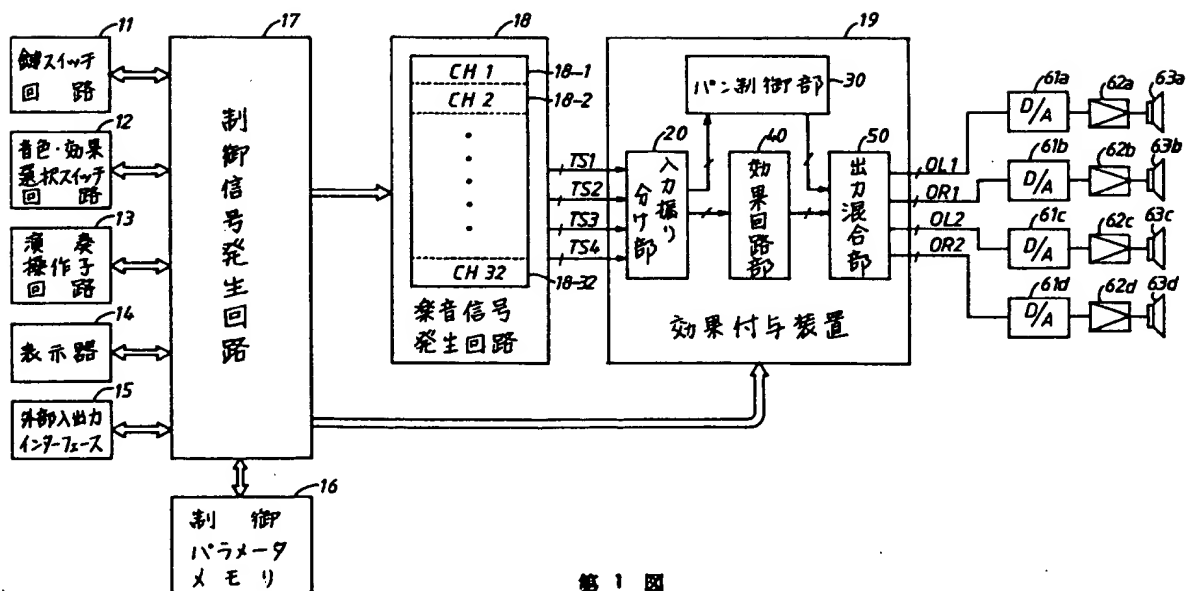 11
鍵スイッチ
回路
12
音色・効果
選択スイッチ
回路
13
演奏
操作子
回路
14
表示器
15
外部入出力
インターフェース
17
制御信号発生回路
16
制御
パラメータ
メモリ
18
CH 1
18-1
CH 2
18-2
CH 32
18-32
楽音信号
発生回路
TS1
TS2
TS3
TS4
19
パン制御部
30
20
入力振り
分け部
40
効果回路部
50
出力混合部
効果付与装置
OL1
OR1
OL2
OR2
61a
D/A
62a
63a
61b
D/A
62b
63b
61c
D/A
62c
63c
61d
D/A
62d
63d
第 1 図